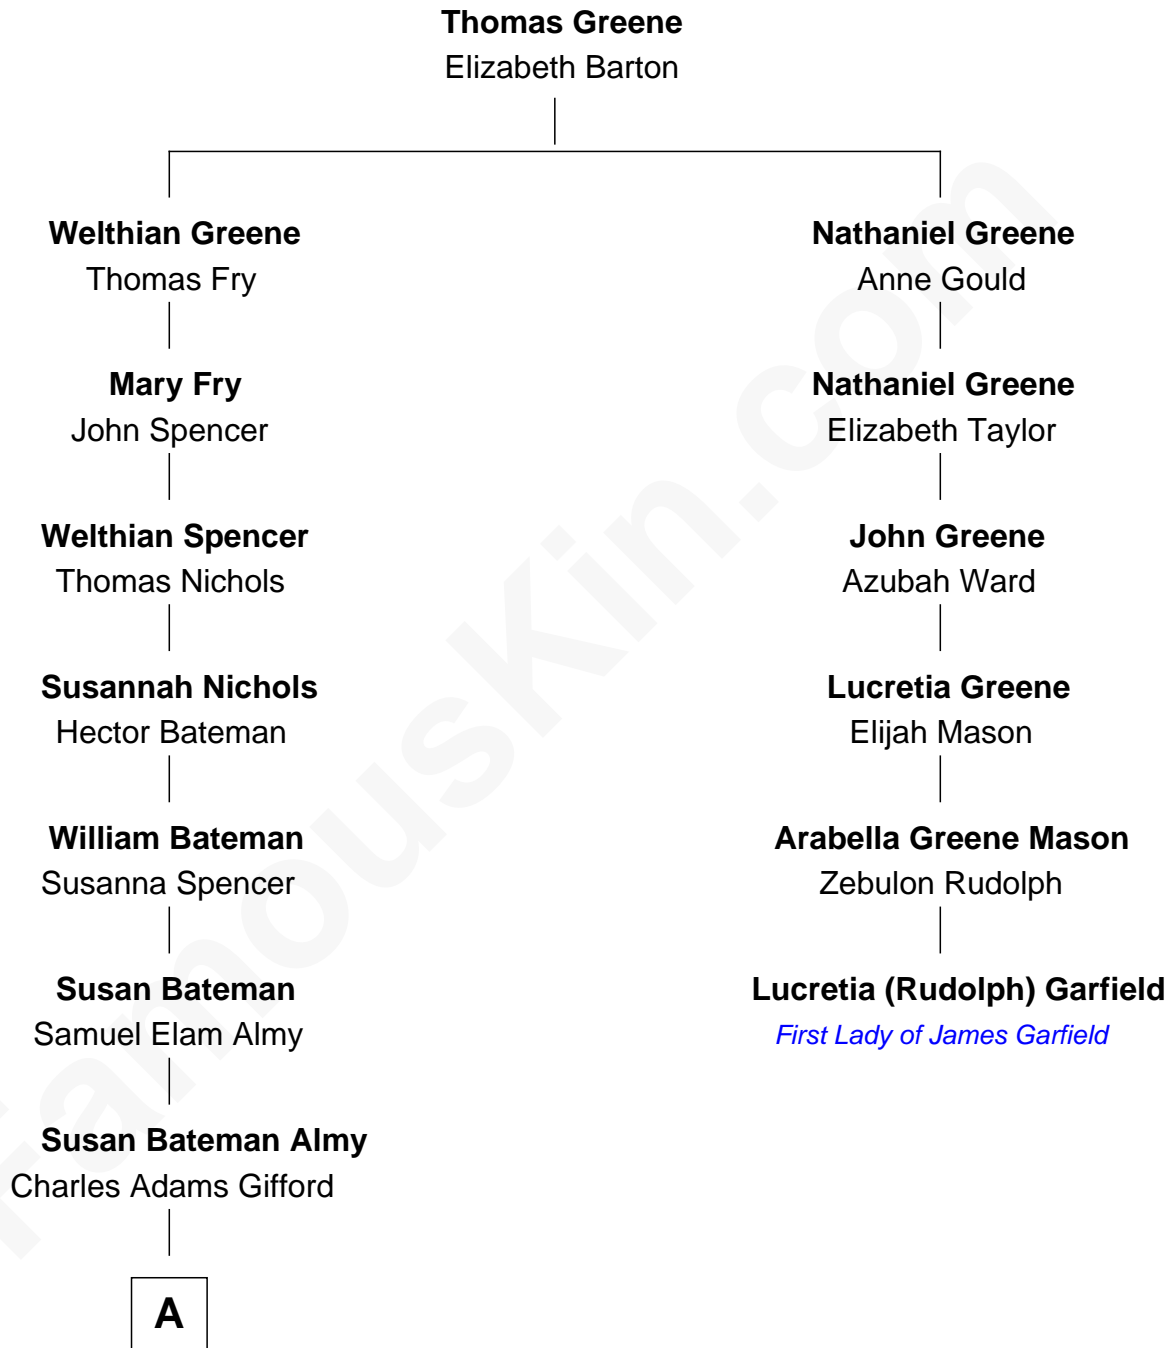 Thomas Greene
Elizabeth Barton
Welthian Greene
Thomas Fry
Mary Fry
John Spencer
Welthian Spencer
Thomas Nichols
Susannah Nichols
Hector Bateman
William Bateman
Susanna Spencer
Susan Bateman
Samuel Elam Almy
Susan Bateman Almy
Charles Adams Gifford
A
Nathaniel Greene
Anne Gould
Nathaniel Greene
Elizabeth Taylor
John Greene
Azubah Ward
Lucretia Greene
Elijah Mason
Arabella Greene Mason
Zebulon Rudolph
Lucretia (Rudolph) Garfield
First Lady of James Garfield
FamousKin.com